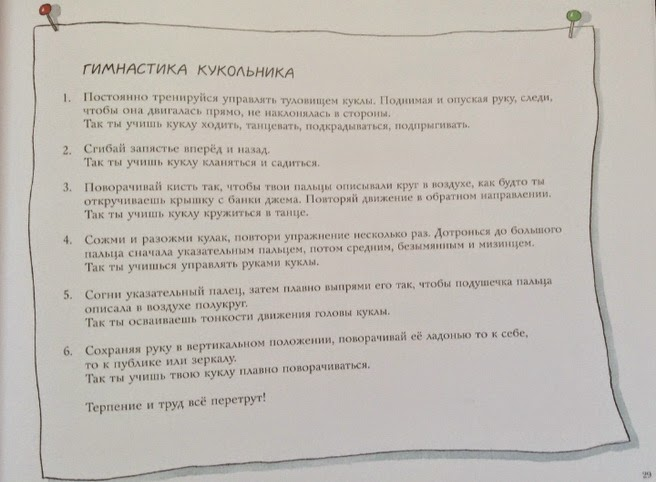 ГИМНАСТИКА КУКОЛЬНИКА
1. Постоянно тренируйся управлять туловищем куклы. Поднимая и опуская руку, следи,
чтобы она двигалась прямо, не наклонялась в стороны.
Так ты учишь куклу ходить, танцевать, подкрадываться, подпрыгивать.
2. Сгибай запястье вперёд и назад.
Так ты учишь куклу кланяться и садиться.
3. Поворачивай кисть так, чтобы твои пальцы описывали круг в воздухе, как будто ты
откручиваешь крышку с банки джема. Повторяй движение в обратном направлении.
Так ты учишь куклу кружиться в танце.
4. Сожми и разожми кулак, повтори упражнение несколько раз. Дотронься до большого
пальца сначала указательным пальцем, потом средним, безымянным и мизинцем.
Так ты учишься управлять руками куклы.
5. Согни указательный палец, затем плавно выпрями его так, чтобы подушечка пальца
описала в воздухе полукруг.
Так ты осваиваешь тонкости движения головы куклы.
6. Сохраняя руку в вертикальном положении, поворачивай её ладонью то к себе,
то к публике или зеркалу.
Так ты учишь твою куклу плавно поворачиваться.
Терпение и труд всё перетрут!
29